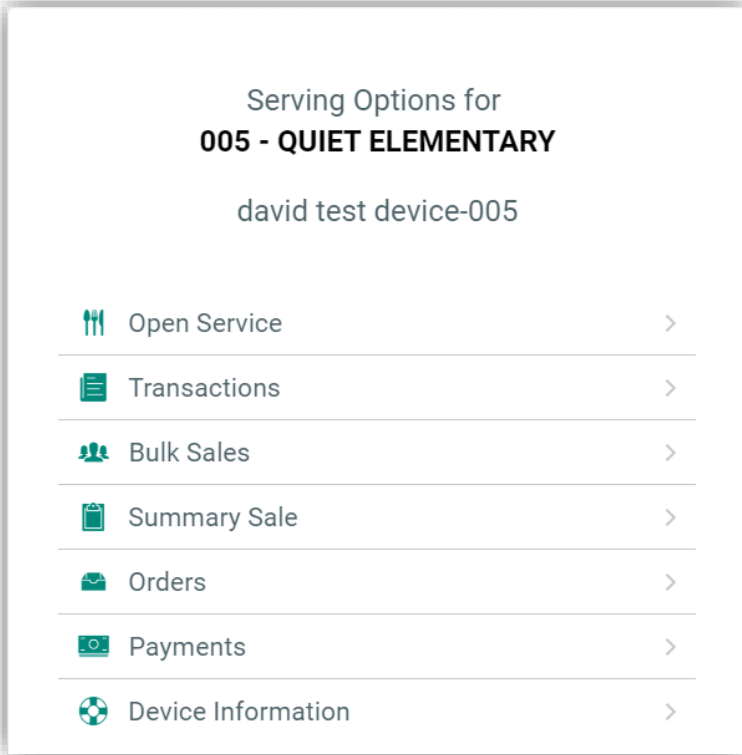 Serving Options for
005 - QUIET ELEMENTARY
david test device-005
Open Service
Transactions
Bulk Sales
Summary Sale
Orders
Payments
Device Information